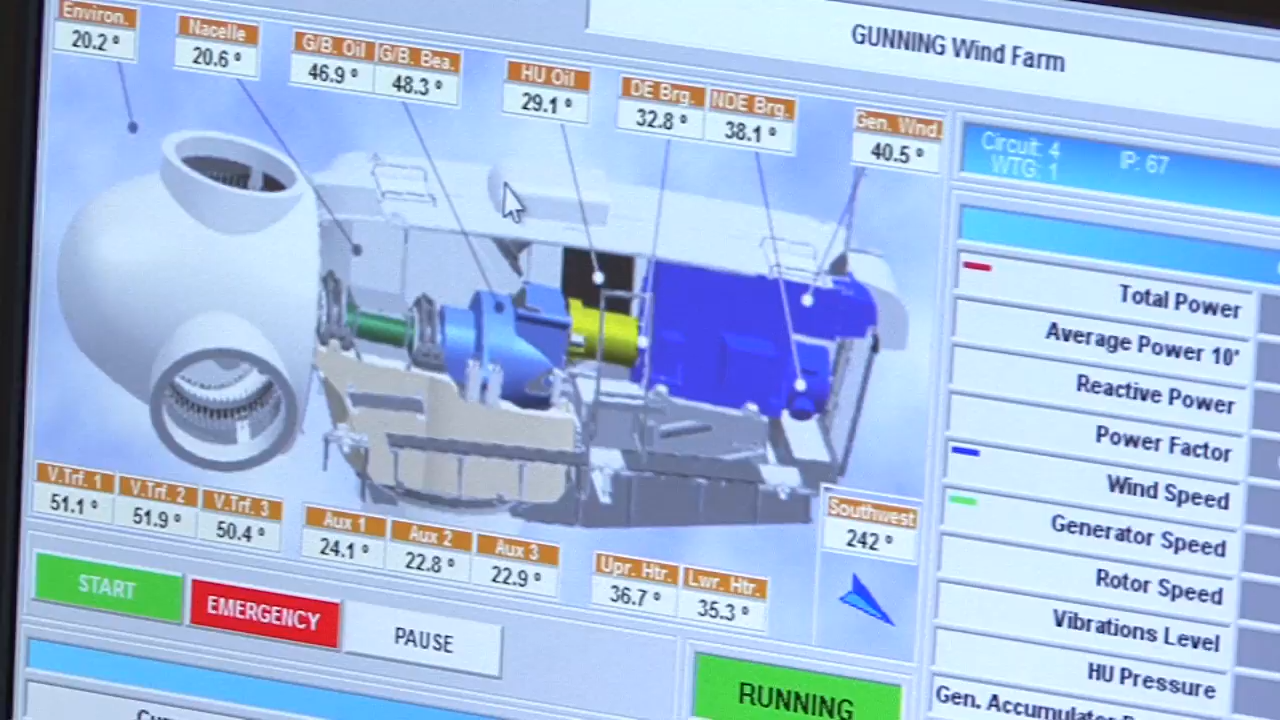 GUNNING Wind Farm
Environ.
20.2 °
Nacelle
20.6 °
G/B. Oil
46.9 °
G/B. Bea.
48.3 °
HU Oil
29.1 °
DE Brg.
32.8 °
NDE Brg.
38.1 °
Gen. Wnd.
40.5 °
Circuit: 4
IP: 67
WTG: 1
Total Power
Average Power 10'
Reactive Power
Power Factor
Wind Speed
Generator Speed
Rotor Speed
Vibrations Level
HU Pressure
Gen. Accumulator
V.Trf. 1
51.1 °
V.Trf. 2
51.9 °
V.Trf. 3
50.4 °
Aux 1
24.1 °
Aux 2
22.8 °
Aux 3
22.9 °
Upr. Htr.
36.7 °
Lwr. Htr.
35.3 °
Southwest
242 °
START
EMERGENCY
PAUSE
RUNNING